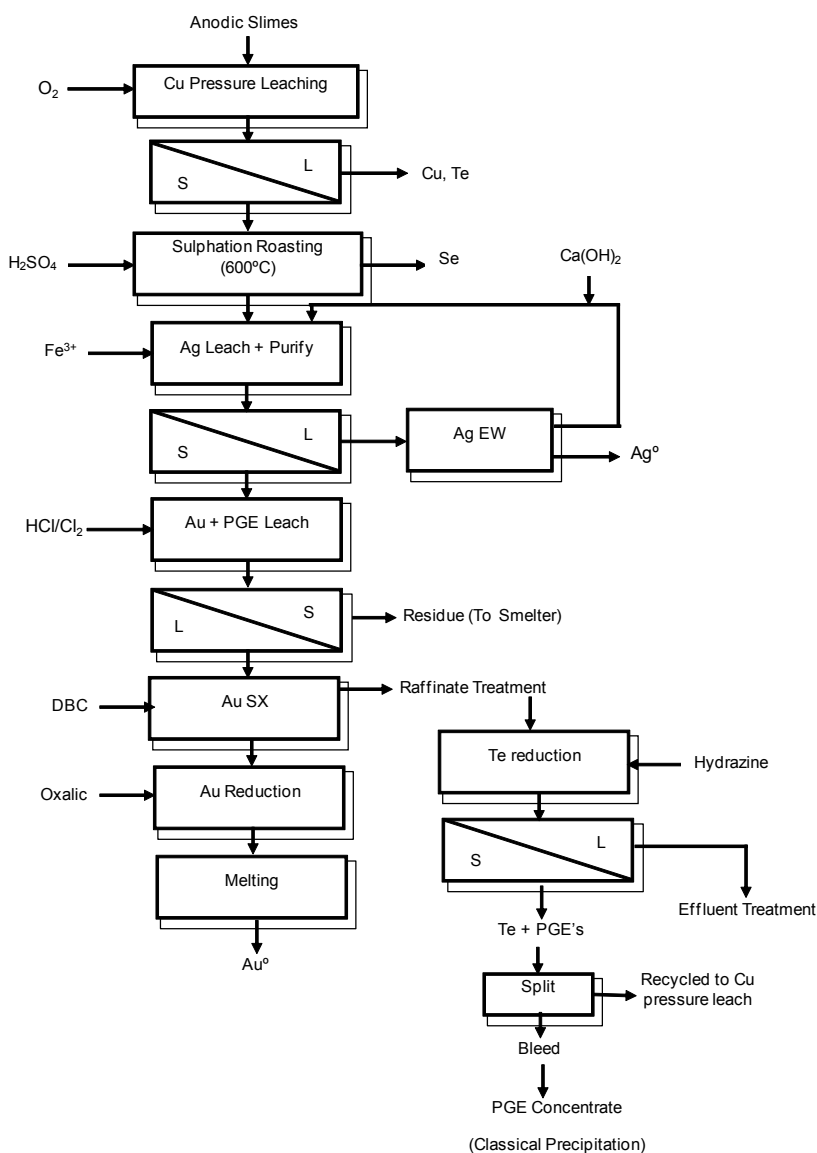 Anodic Slimes
O2
Cu Pressure Leaching
L
S
Cu, Te
H2SO4
Sulphation Roasting
(600ºC)
Se
Ca(OH)2
Fe3+
Ag Leach + Purify
L
S
Ag EW
Agº
HCl/Cl2
Au + PGE Leach
S
L
Residue (To Smelter)
DBC
Au SX
Raffinate Treatment
Te reduction
Hydrazine
Oxalic
Au Reduction
L
S
Melting
Effluent Treatment
Te + PGE's
Auº
Split
Recycled to Cu
pressure leach
Bleed
PGE Concentrate
(Classical Precipitation)